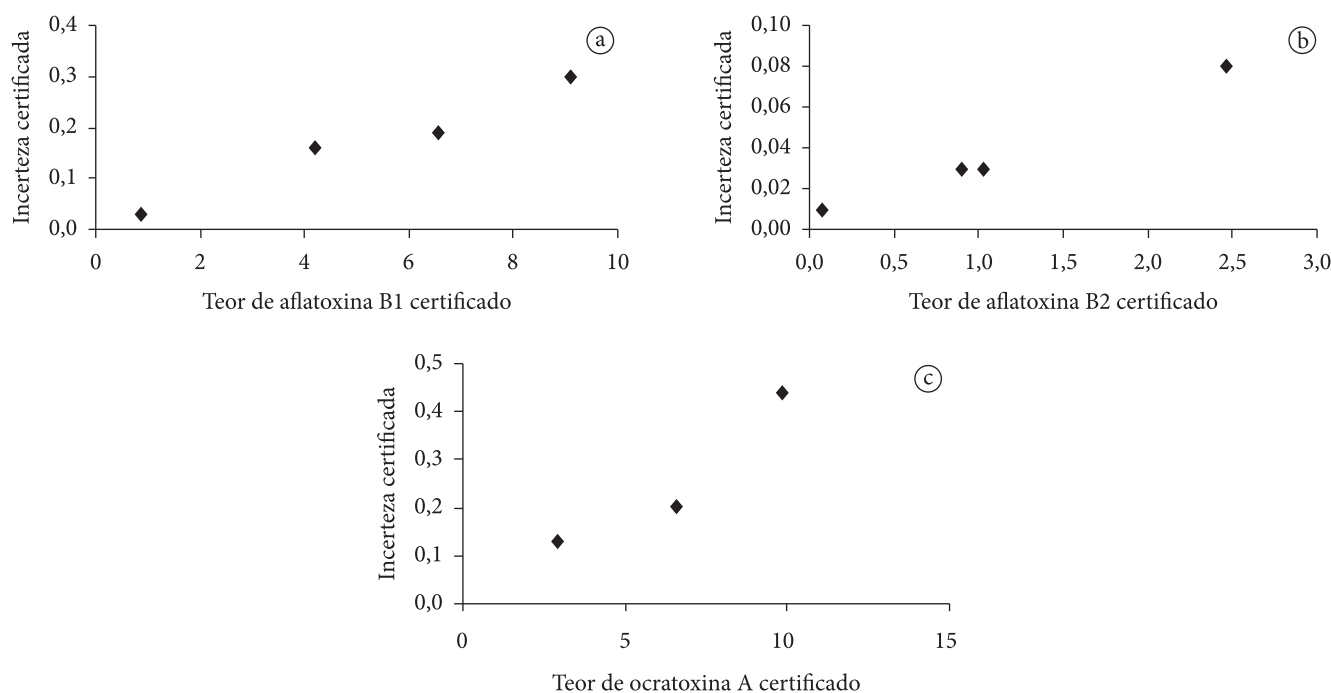 Incerteza certificada
0,4
0,3
0,2
0,1
0,0
0 2 4 6 8 10
Teor de aflatoxina B1 certificado
a
Incerteza certificada
0,10
0,08
0,06
0,04
0,02
0,00
0,0 0,5 1,0 1,5 2,0 2,5 3,0
Teor de aflatoxina B2 certificado
b
Incerteza certificada
0,5
0,4
0,3
0,2
0,1
0,0
0 5 10 15
Teor de ocratoxina A certificado
c